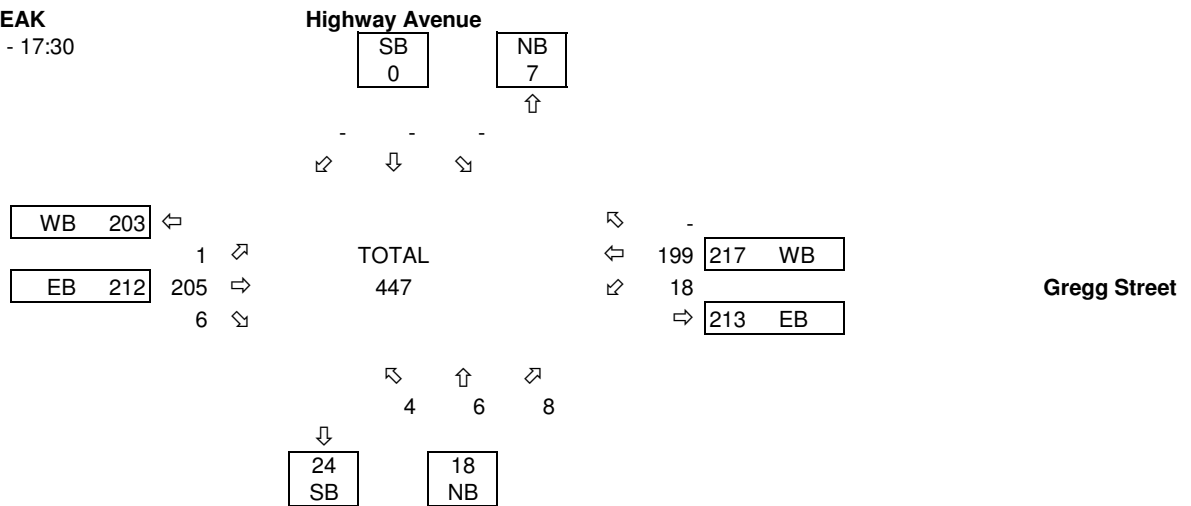 EAK Highway Avenue
- 17:30 SB NB
0 7
⇧
- - -
⬃ ⇩ ⬂
WB 203 ⇦ ⬁ -
1 ⬀ TOTAL ⇦ 199 217 WB
EB 212 205 ⇨ 447 ⬃ 18 Gregg Street
6 ⬂ ⇨ 213 EB
⬁ ⇧ ⬀
4 6 8
⇩
24 18
SB NB